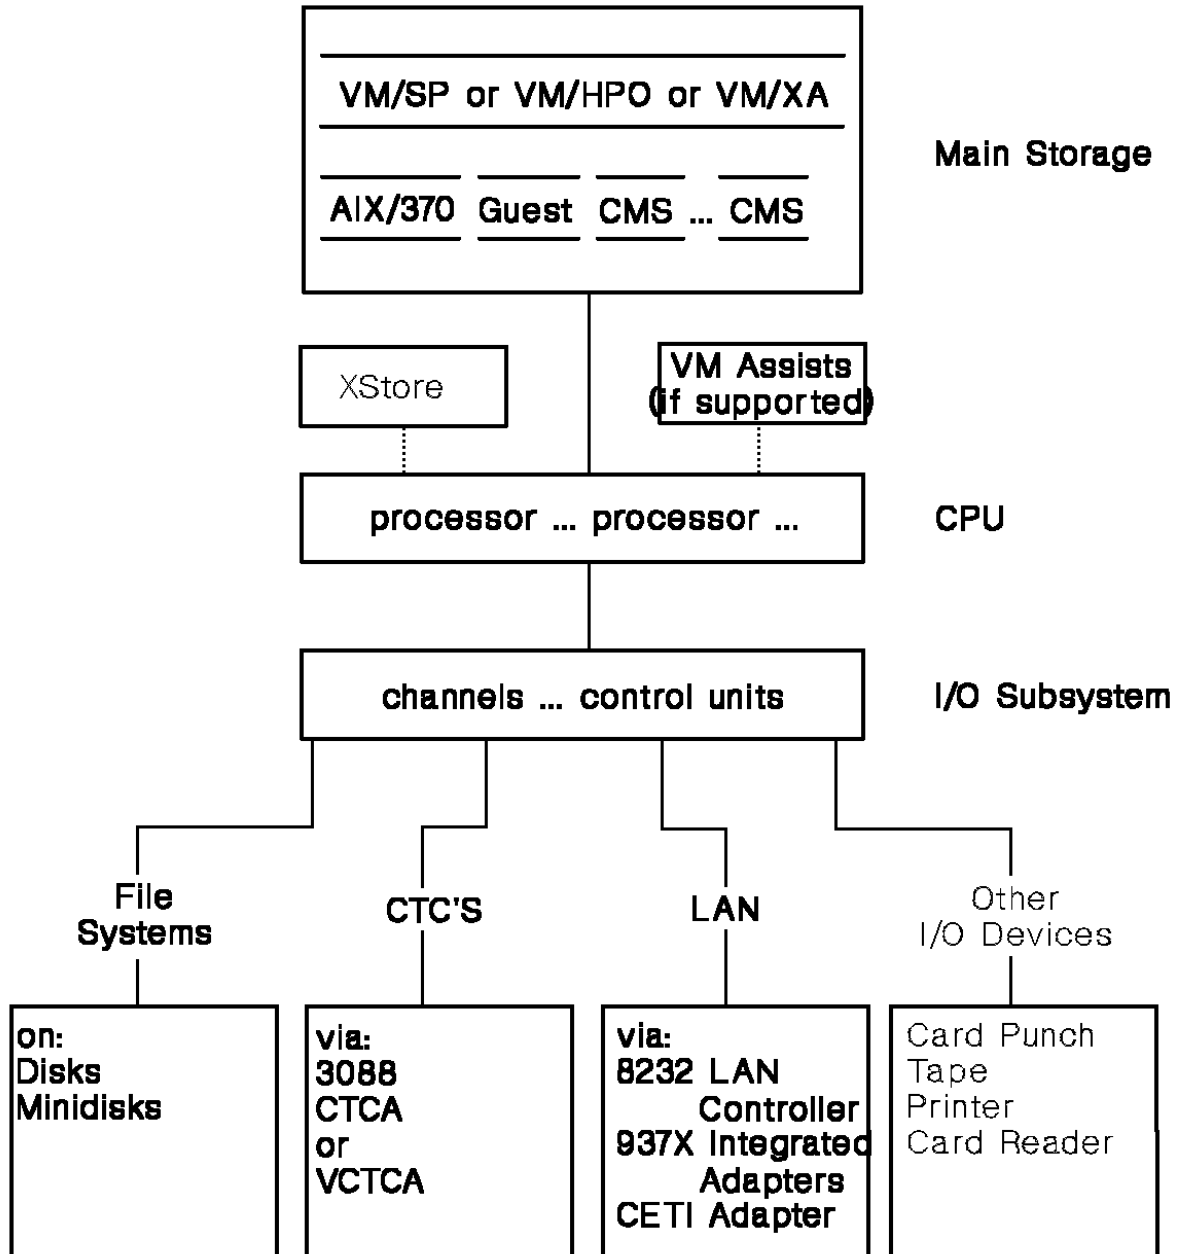 VM/SP or VM/HPO or VM/XA
Main Storage
AIX/370 Guest CMS ... CMS
XStore
VM Assists
(if supported)
processor ... processor ...
CPU
channels ... control units
I/O Subsystem
File
Systems
CTC'S
LAN
Other
I/O Devices
on:
Disks
Minidisks
via:
3088
CTCA
or
VCTCA
via:
8232 LAN
Controller
937X Integrated
Adapters
CETI Adapter
Card Punch
Tape
Printer
Card Reader